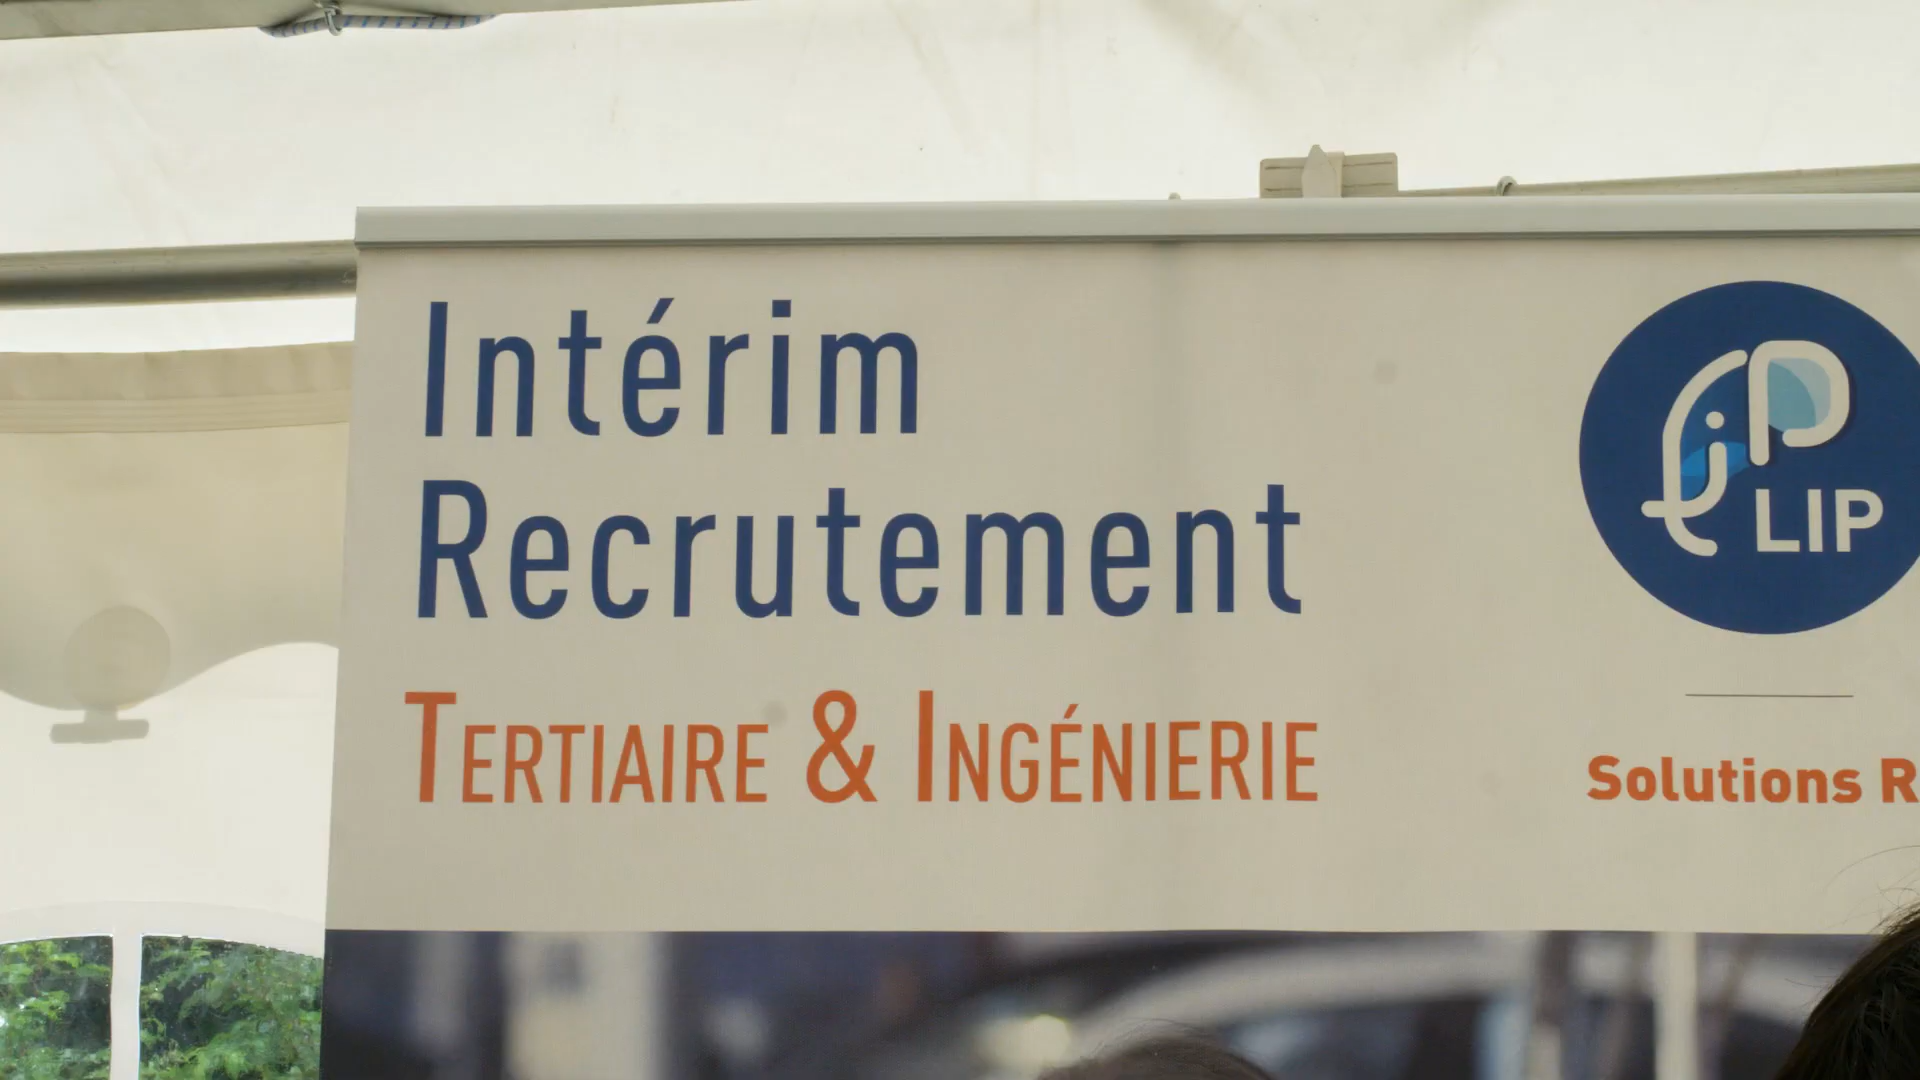 Intérim
Recrutement
TERTIAIRE & INGÉNIERIE
LIP
Solutions R